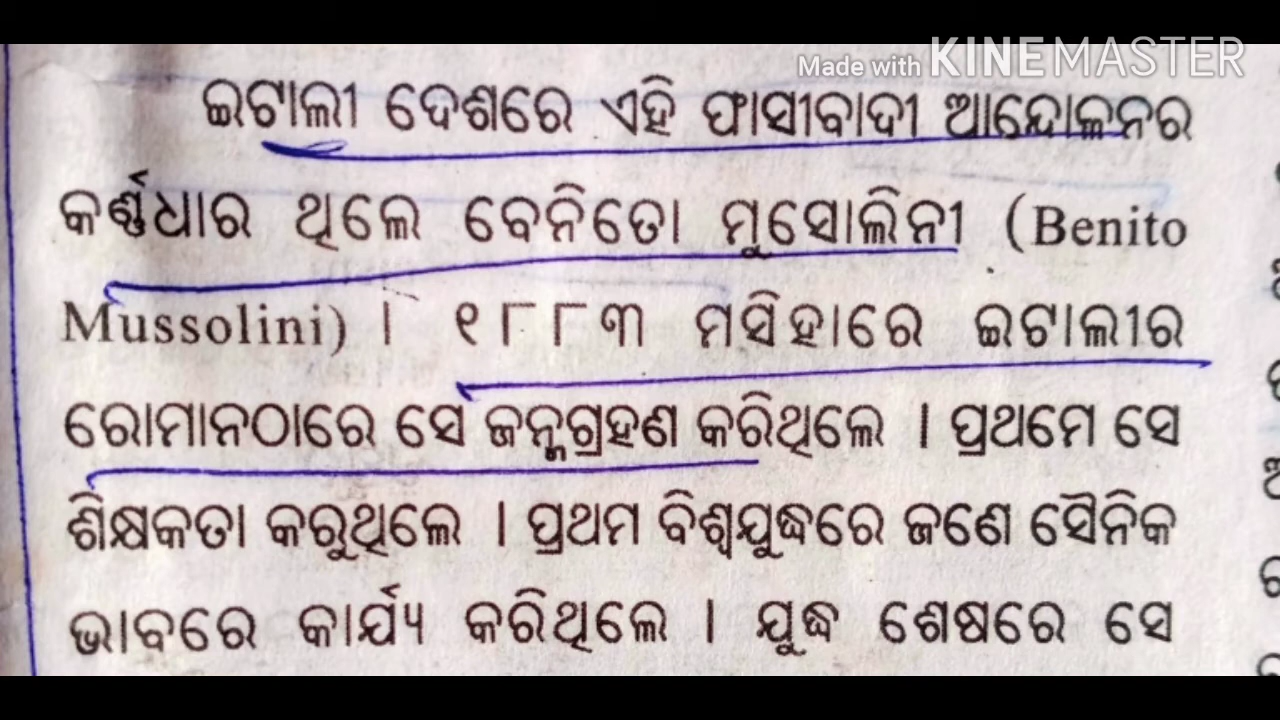 Made with KINEMASTER
ଇଟାଲୀ ଦେଶରେ ଏହି ଫାସୀବାଦୀ ଆନ୍ଦୋଳନର
କର୍ଣ୍ଣଧାର ଥିଲେ ବେନିତୋ ମୁସୋଲିନୀ (Benito
Mussolini) । ୧୮୮୩ ମସିହାରେ ଇଟାଲୀର
ରୋମାନଠାରେ ସେ ଜନ୍ମଗ୍ରହଣ କରିଥିଲେ । ପ୍ରଥମେ ସେ
ଶିକ୍ଷକତା କରୁଥିଲେ । ପ୍ରଥମ ବିଶ୍ୱଯୁଦ୍ଧରେ ଜଣେ ସୈନିକ
ଭାବରେ କାର୍ଯ୍ୟ କରିଥିଲେ । ଯୁଦ୍ଧ ଶେଷରେ ସେ